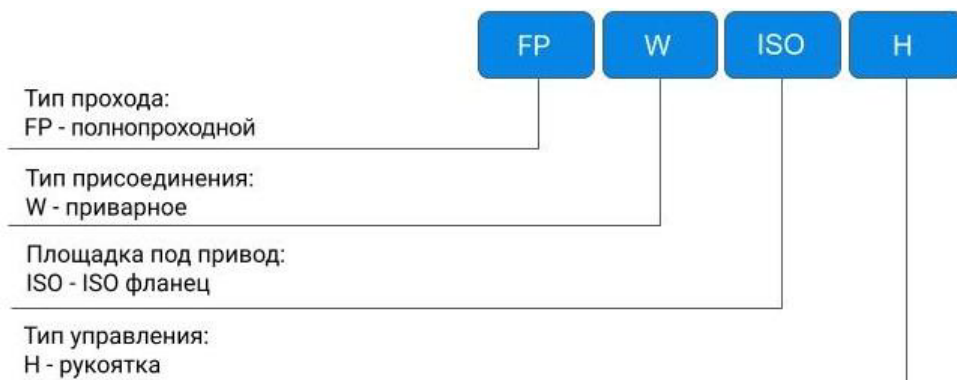 FP W ISO H
Тип прохода:
FP - полнопроходной
Тип присоединения:
W - приварное
Площадка под привод:
ISO - ISO фланец
Тип управления:
H - рукоятка